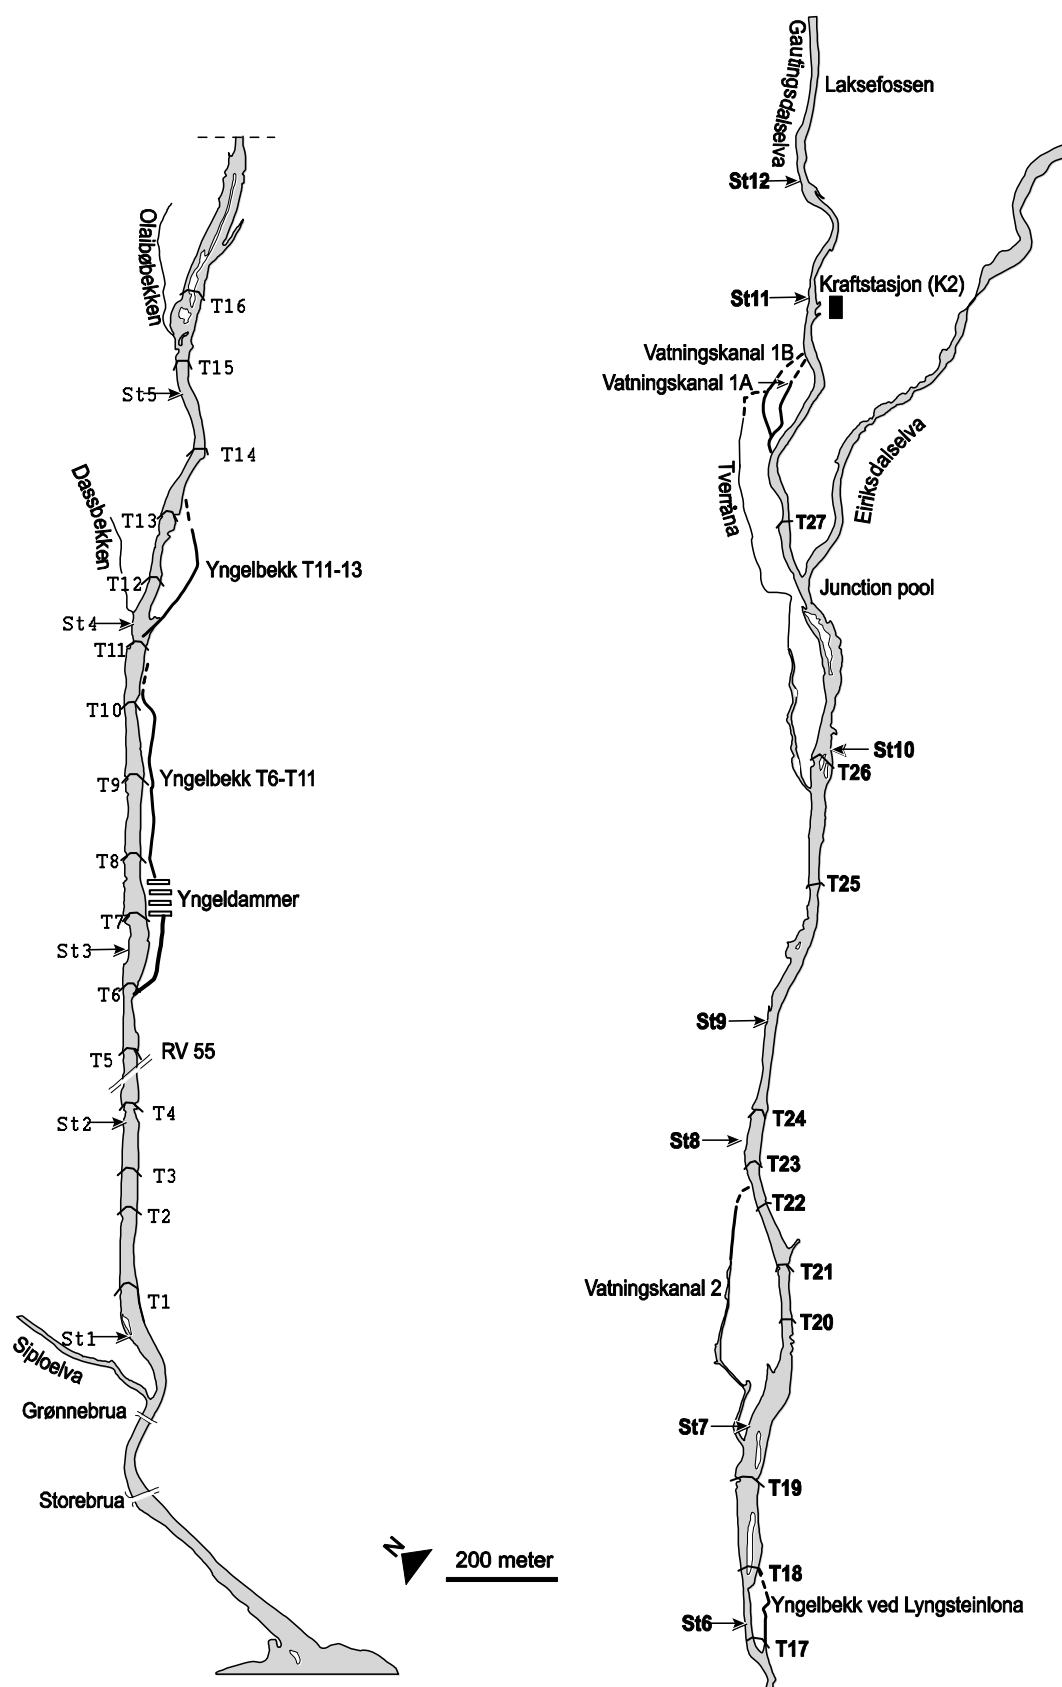 Olaibøbekken
T16
T15
St5
T14
Dassbekken
T13
Yngelbekk T11-13
T12
St4
T11
T10
T9
Yngelbekk T6-T11
T8
Yngeldammer
T7
St3
T6
T5
RV 55
T4
St2
T3
T2
T1
St1
Siploelva
Grønnebrua
Storebrua
N
200 meter
Gautingsdalselva
Laksefossen
St12
Kraftstasjon (K2)
St11
Vatningskanal 1B
Vatningskanal 1A
Eiriksdalselva
Tverråna
T27
Junction pool
St10
T26
T25
St9
T24
St8
T23
T22
T21
Vatningskanal 2
T20
St7
T19
T18
Yngelbekk ved Lyngsteinlona
St6
T17